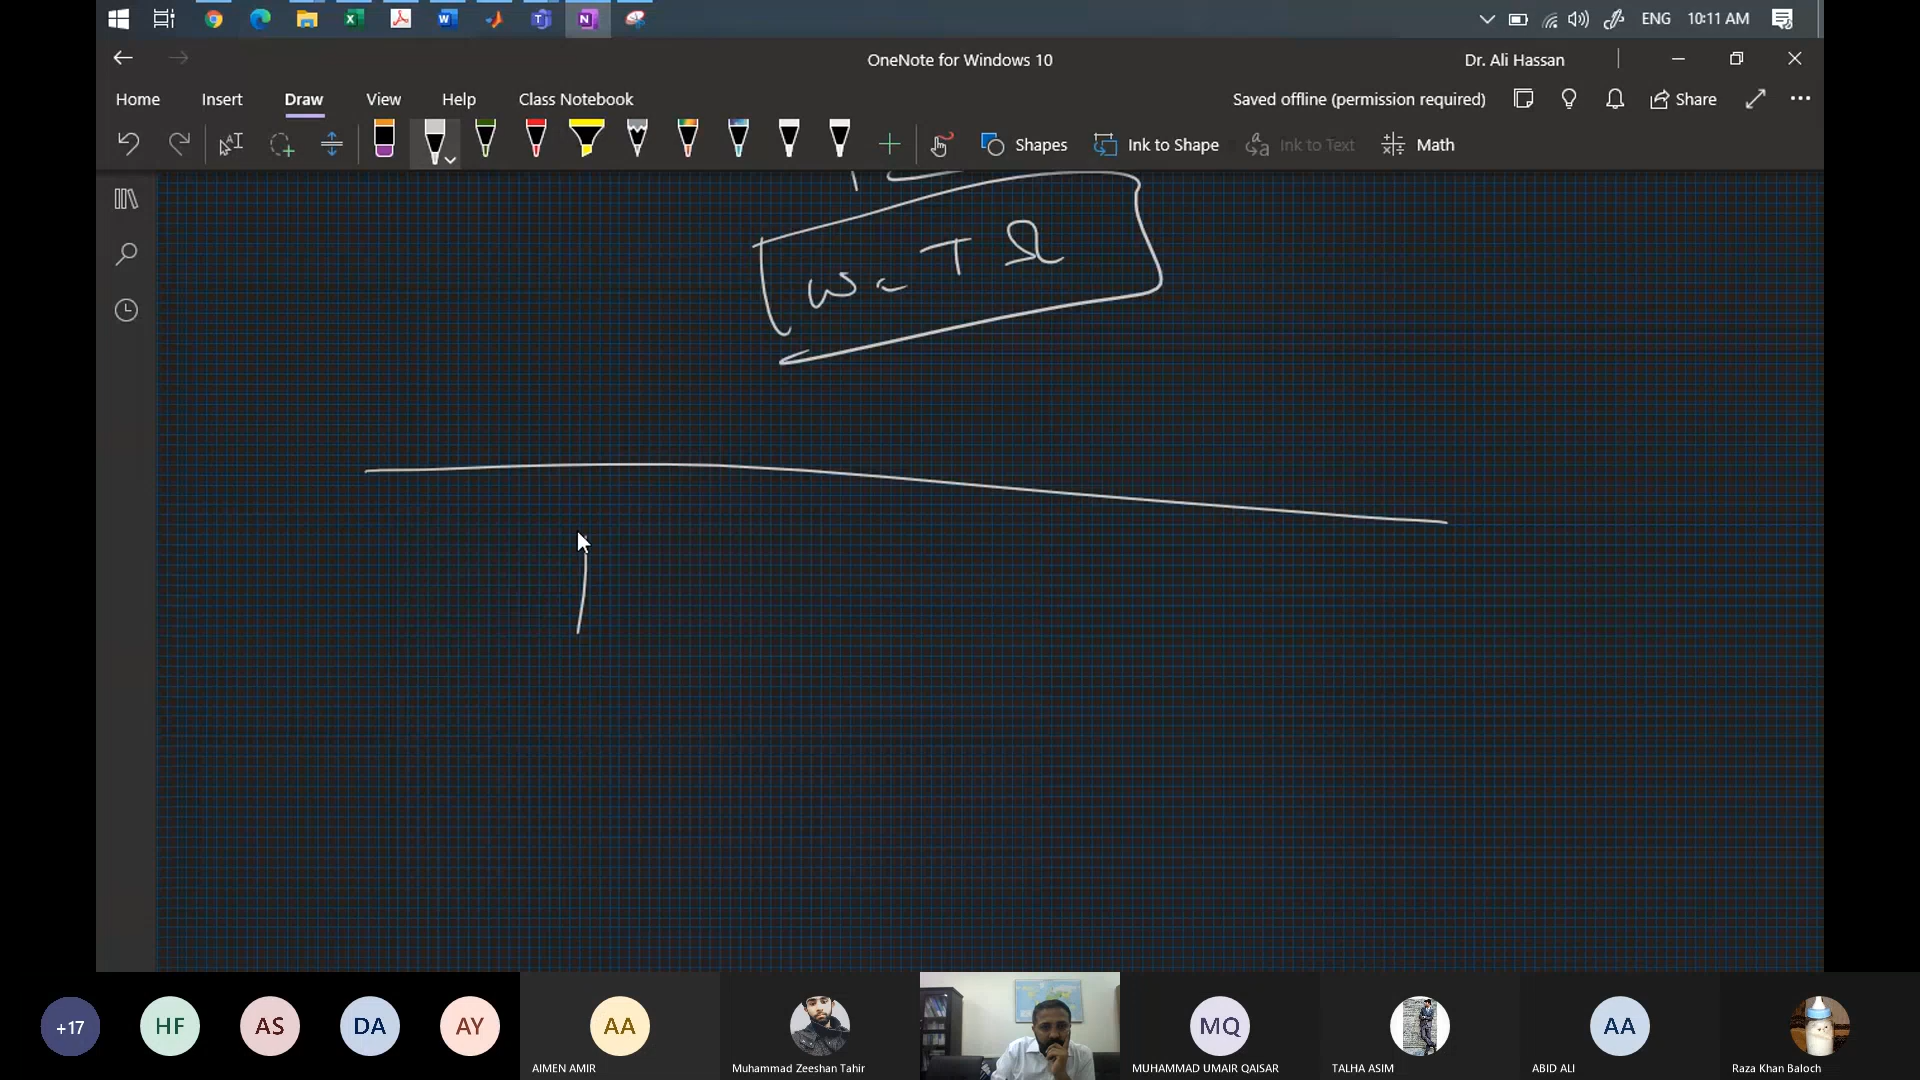 ENG 10:11 AM
OneNote for Windows 10
Dr. Ali Hassan
Home Insert Draw View Help Class Notebook
Saved offline (permission required)
Share
Shapes
Ink to Shape
Ink to Text
Math
ω = T Ω
+17
HF
AS
DA
AY
AA
MQ
AA
AIMEN AMIR
Muhammad Zeeshan Tahir
MUHAMMAD UMAIR QAISAR
TALHA ASIM
ABID ALI
Raza Khan Baloch